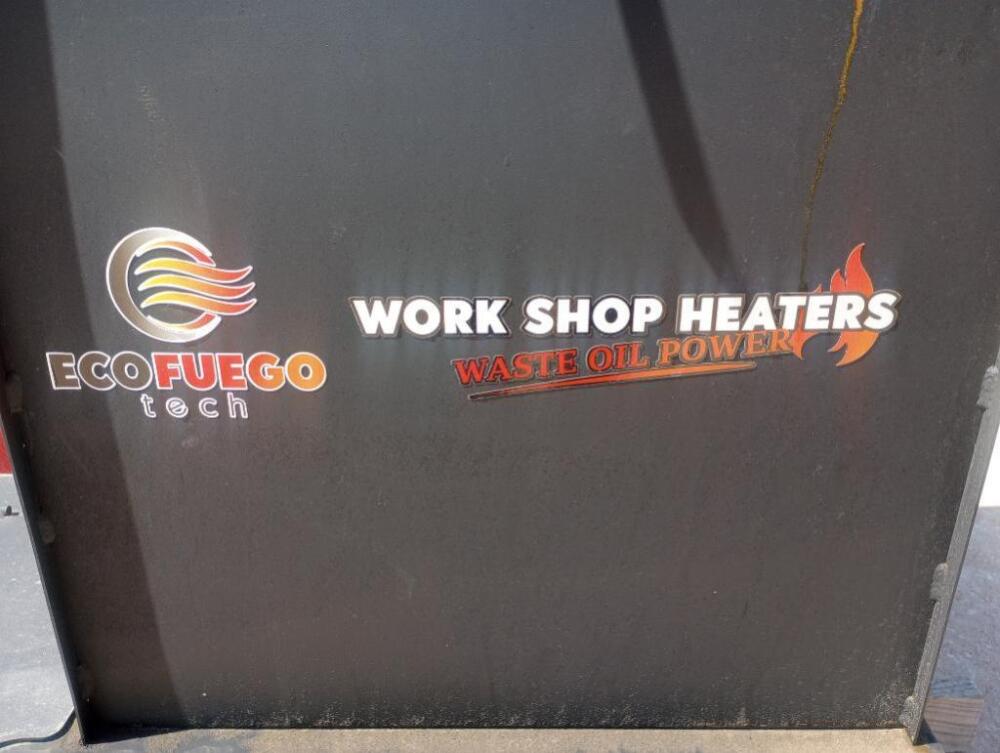 ECOFUEGO
tech
WORK SHOP HEATERS
WASTE OIL POWER